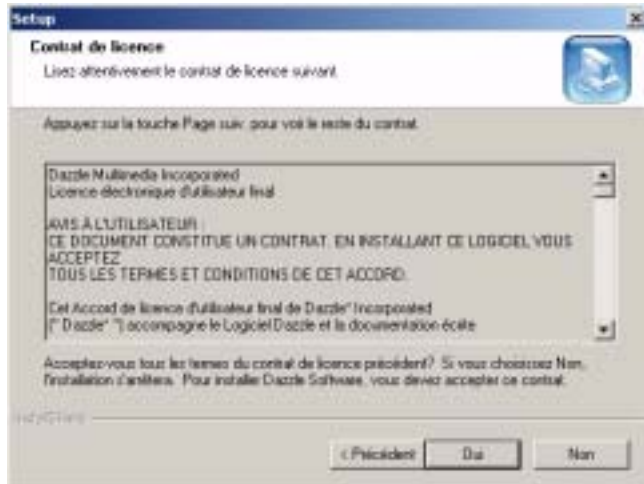 Setup
Contrat de licence
Lisez attentivement le contrat de licence suivant.
Appuyez sur la touche Page suiv. pour voir le reste du contrat.
Dazzle Multimedia Incorporated
Licence électronique d'utilisateur final
AVIS À L'UTILISATEUR :
CE DOCUMENT CONSTITUE UN CONTRAT. EN INSTALLANT CE LOGICIEL, VOUS
ACCEPTEZ
TOUS LES TERMES ET CONDITIONS DE CET ACCORD.
Cet Accord de licence d'utilisateur final de Dazzle* Incorporated
(" Dazzle* ") accompagne le Logiciel Dazzle et la documentation écrite
Acceptez-vous tous les termes du contrat de licence précédent? Si vous choisissez Non,
l'installation s'arrêtera. Pour installer Dazzle Software, vous devez accepter ce contrat.
InstallShield
< Précédent
Oui
Non